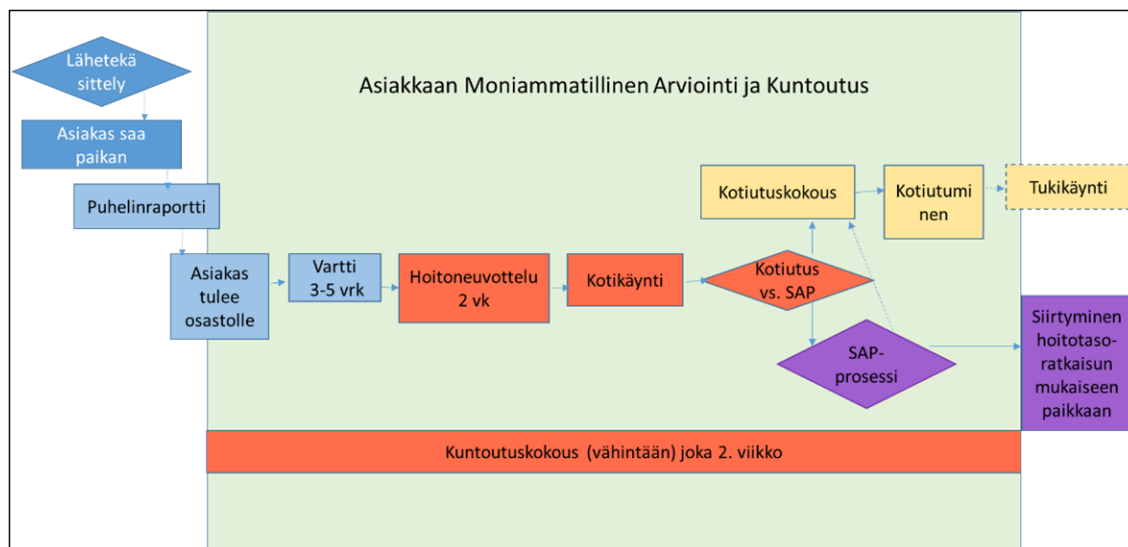 Lähetekä
sittely
Asiakkaan Moniammatillinen Arviointi ja Kuntoutus
Asiakas saa
paikan
Puhelinraportti
Kotiutuskokous
Kotiutumi
nen
Tukikäynti
Asiakas
tulee
osastolle
Vartti
3-5 vrk
Hoitoneuvottelu
2 vk
Kotikäynti
Kotiutus
vs. SAP
SAP-
prosessi
Siirtyminen
hoitotaso-
ratkaisun
mukaiseen
paikkaan
Kuntoutuskokous (vähintään) joka 2. viikko